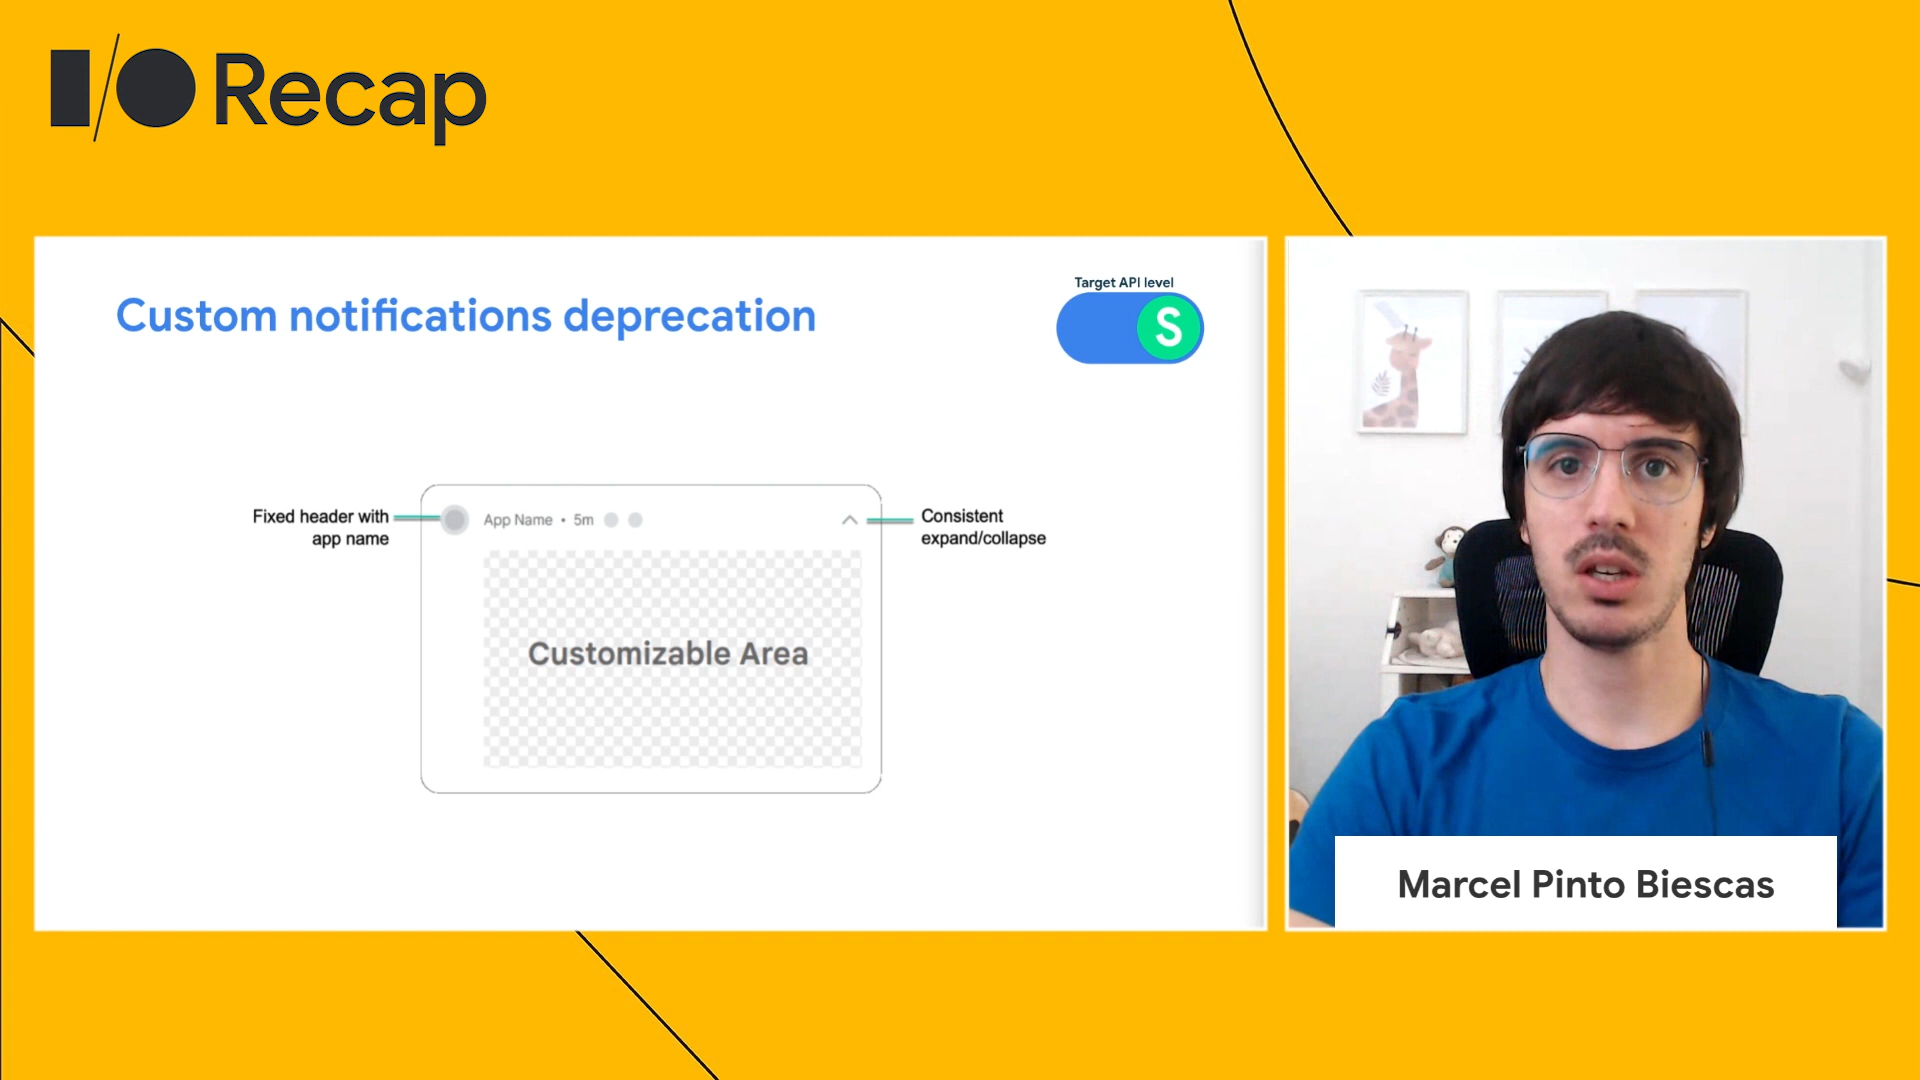 I/O Recap
Custom notifications deprecation
Target API level
S
Fixed header with
app name
App Name • 5m
Consistent
expand/collapse
Customizable Area
Marcel Pinto Biescas